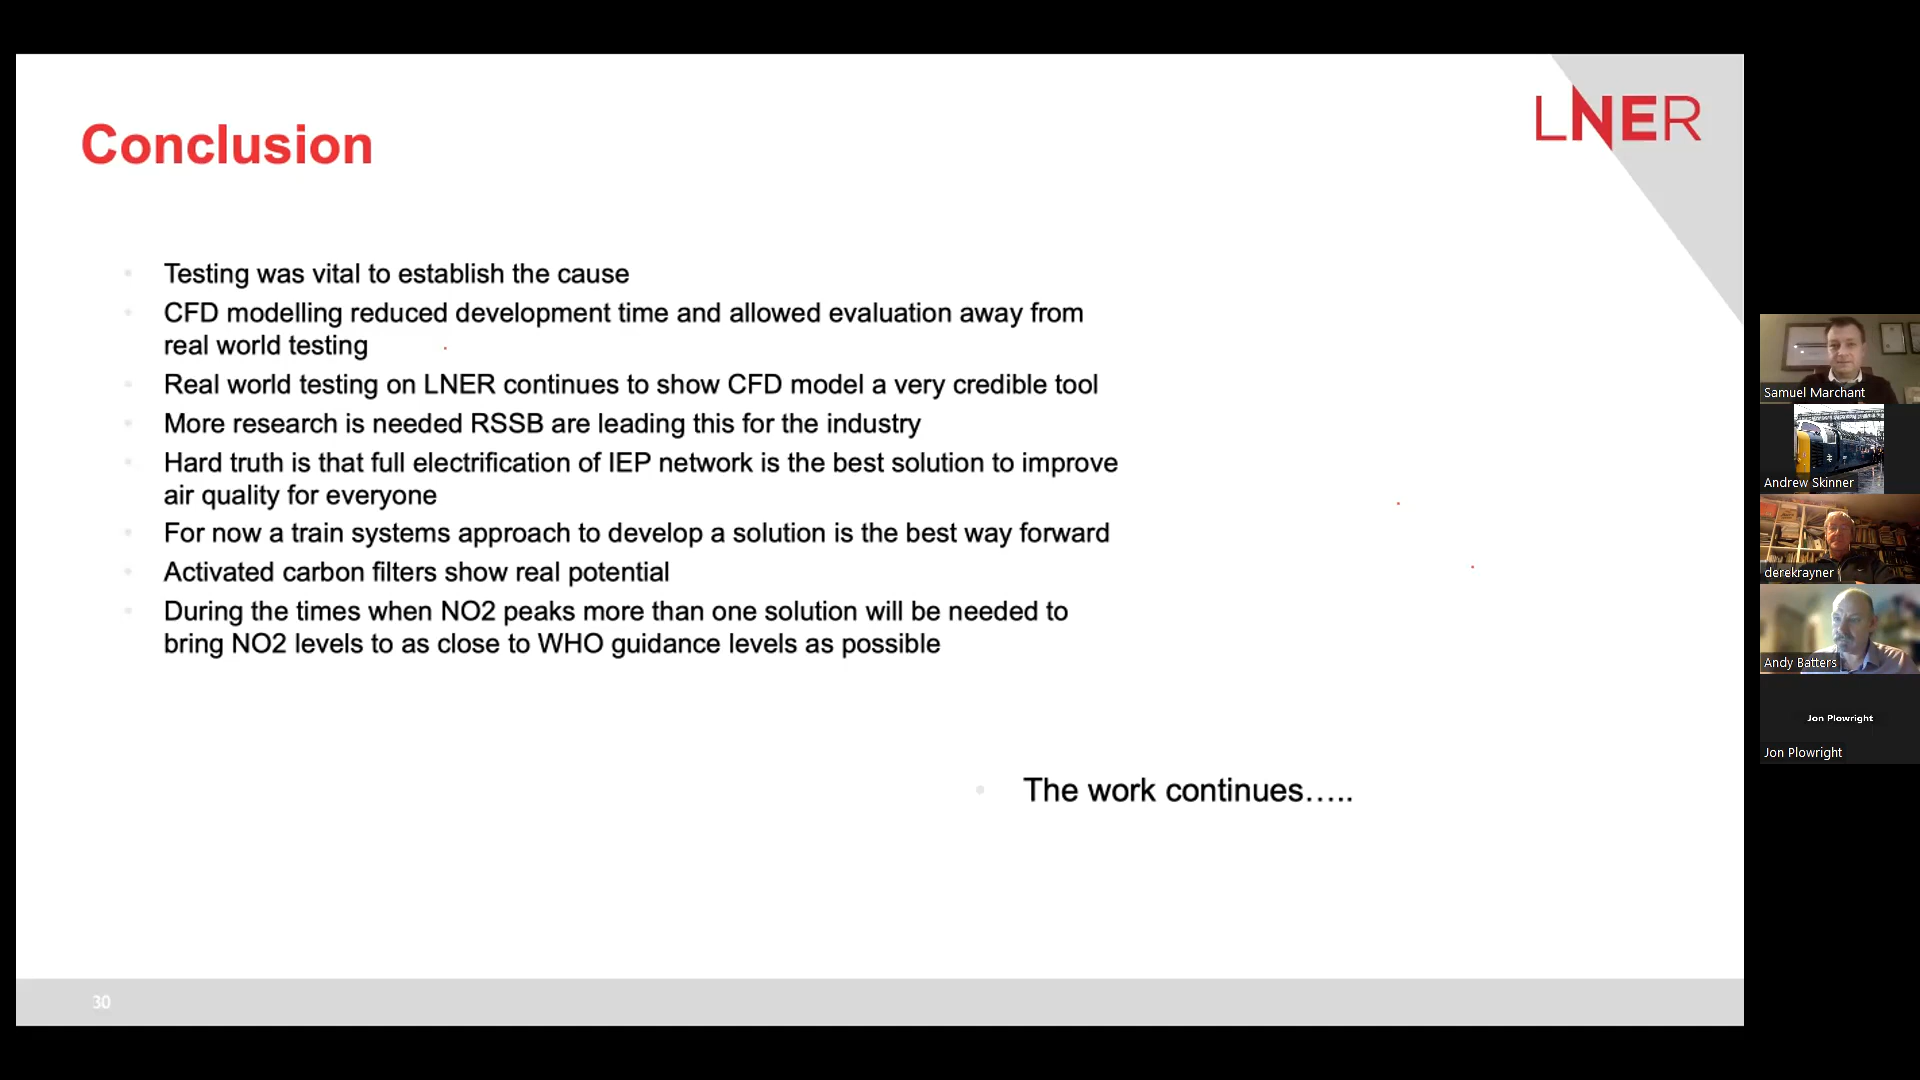 LNER
Conclusion
Testing was vital to establish the cause
CFD modelling reduced development time and allowed evaluation away from
real world testing
Real world testing on LNER continues to show CFD model a very credible tool
More research is needed RSSB are leading this for the industry
Hard truth is that full electrification of IEP network is the best solution to improve
air quality for everyone
For now a train systems approach to develop a solution is the best way forward
Activated carbon filters show real potential
During the times when NO2 peaks more than one solution will be needed to
bring NO2 levels to as close to WHO guidance levels as possible
The work continues…..
30
Samuel Marchant
Andrew Skinner
derekrayner
Andy Batters
Jon Plowright
Jon Plowright